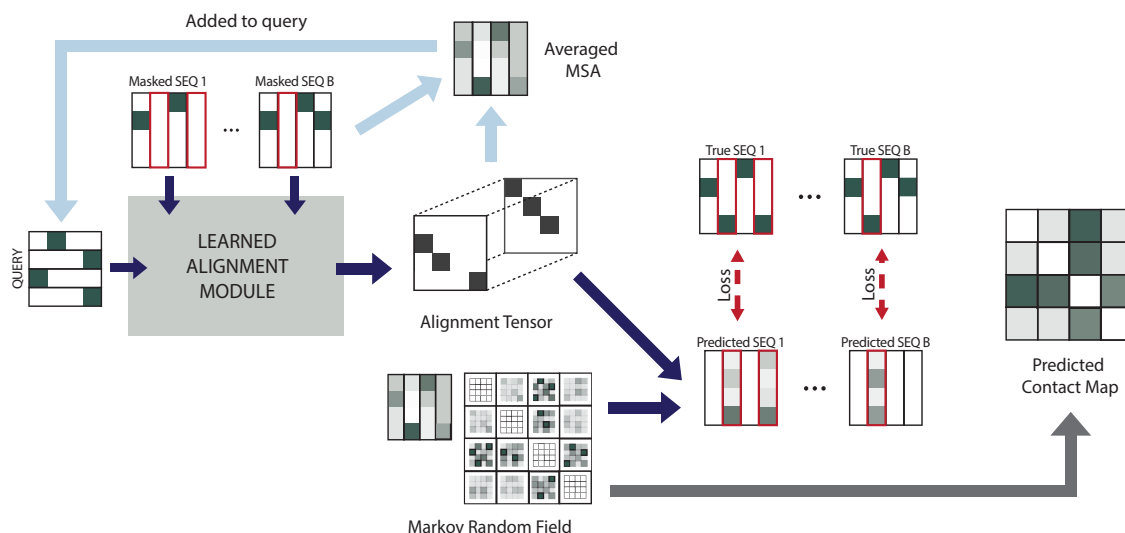 Added to query
Averaged
MSA
Masked SEQ 1
Masked SEQ B
...
QUERY
LEARNED
ALIGNMENT
MODULE
Alignment Tensor
True SEQ 1
True SEQ B
...
Loss
Loss
Predicted SEQ 1
Predicted SEQ B
...
Predicted
Contact Map
Markov Random Field